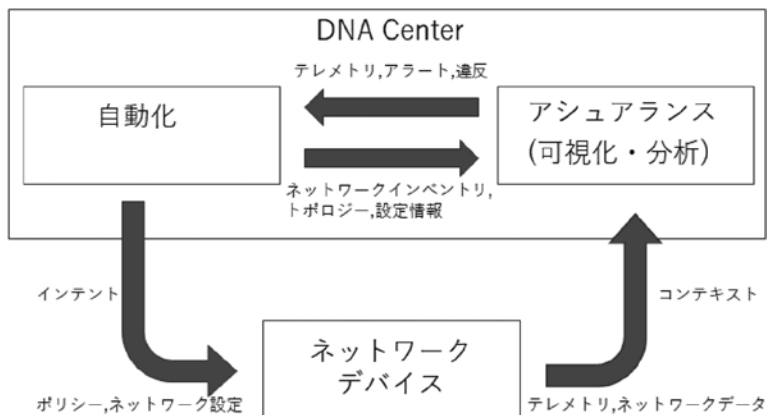 DNA Center
テレメトリ,アラート,違反
自動化
アシュアランス
(可視化・分析)
ネットワークインベントリ,
トポロジー,設定情報
インテント
コンテキスト
ネットワーク
デバイス
ポリシー,ネットワーク設定
テレメトリ,ネットワークデータ